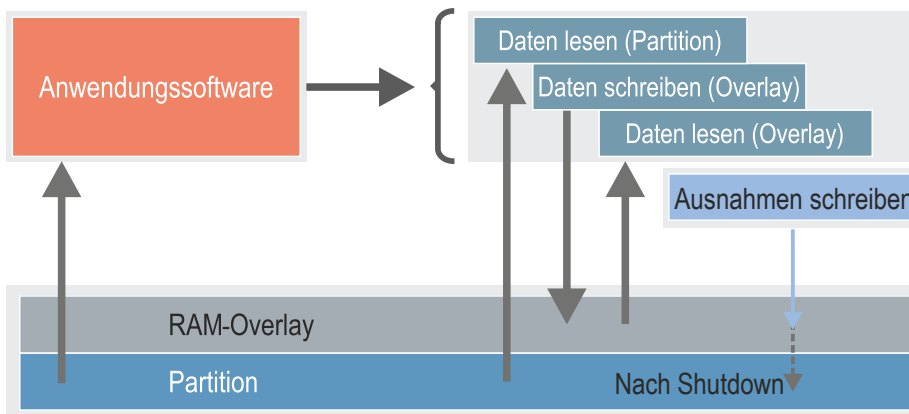 Anwendungssoftware
Daten lesen (Partition)
Daten schreiben (Overlay)
Daten lesen (Overlay)
Ausnahmen schreiben
RAM-Overlay
Partition
Nach Shutdown